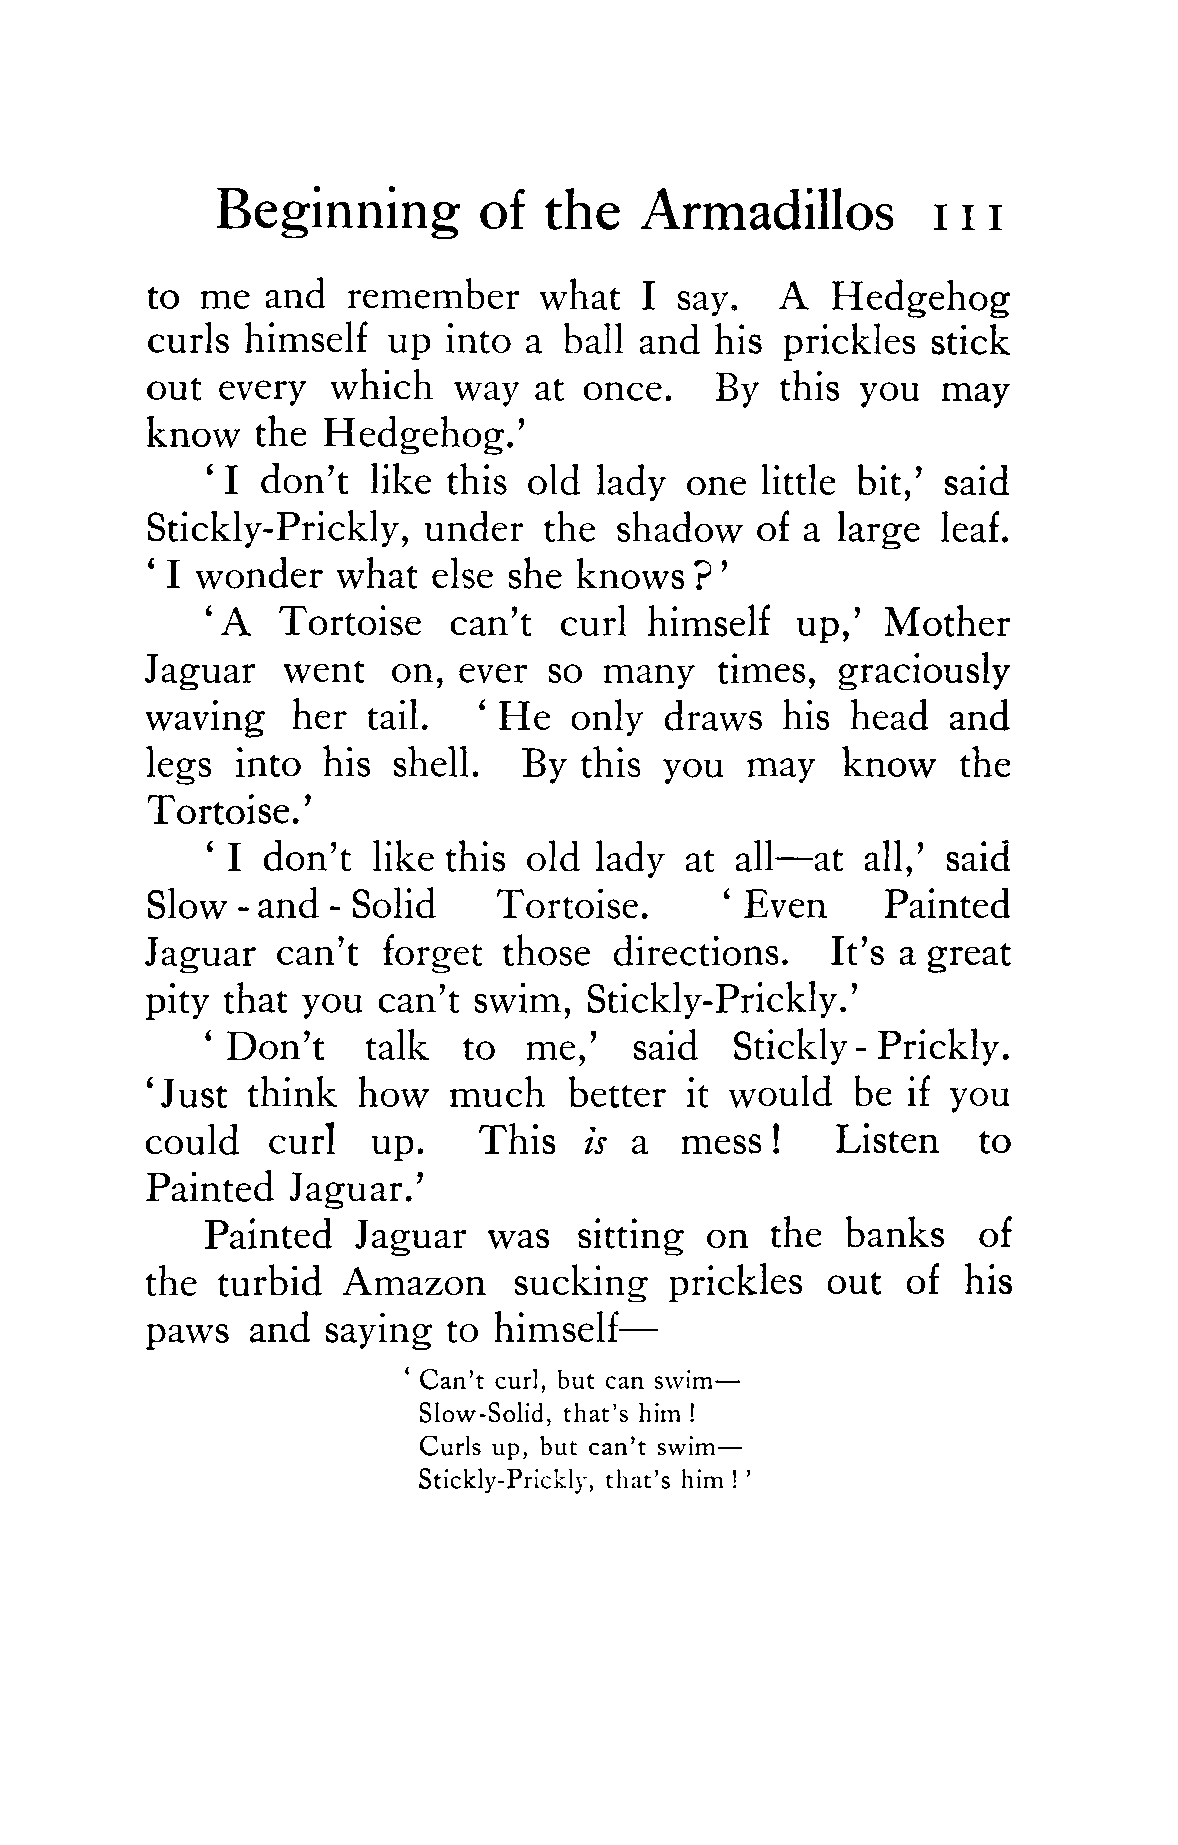 Beginning of the Armadillos 111
to me and remember what I say. A Hedgehog
curls himself up into a ball and his prickles stick
out every which way at once. By this you may
know the Hedgehog.’
‘I don’t like this old lady one little bit,’ said
Stickly-Prickly, under the shadow of a large leaf.
‘I wonder what else she knows?’
‘A Tortoise can’t curl himself up,’ Mother
Jaguar went on, ever so many times, graciously
waving her tail. ‘He only draws his head and
legs into his shell. By this you may know the
Tortoise.’
‘I don’t like this old lady at all—at all,’ said
Slow-and-Solid Tortoise. ‘Even Painted
Jaguar can’t forget those directions. It’s a great
pity that you can’t swim, Stickly-Prickly.’
‘Don’t talk to me,’ said Stickly-Prickly.
‘Just think how much better it would be if you
could curl up. This is a mess! Listen to
Painted Jaguar.’
Painted Jaguar was sitting on the banks of
the turbid Amazon sucking prickles out of his
paws and saying to himself—
‘Can’t curl, but can swim—
Slow-Solid, that’s him!
Curls up, but can’t swim—
Stickly-Prickly, that’s him!’